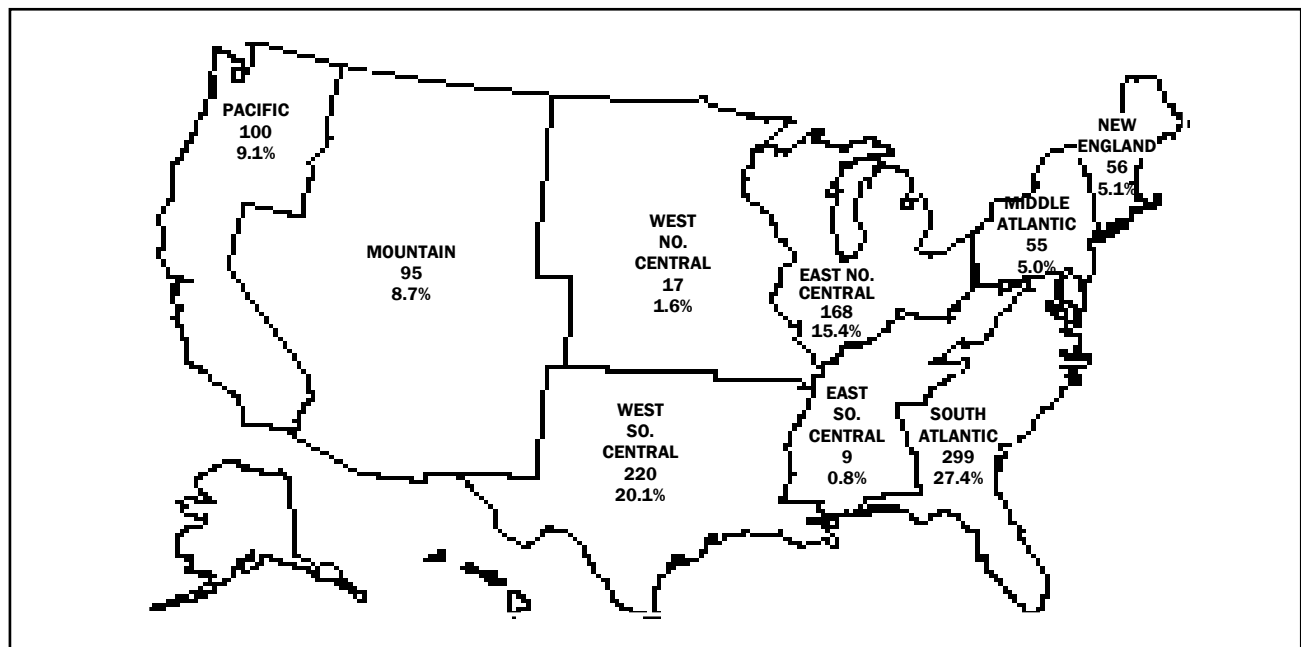 PACIFIC
100
9.1%
MOUNTAIN
95
8.7%
WEST
NO.
CENTRAL
17
1.6%
EAST NO.
CENTRAL
168
15.4%
MIDDLE
ATLANTIC
55
5.0%
NEW
ENGLAND
56
5.1%
WEST
SO.
CENTRAL
220
20.1%
EAST
SO.
CENTRAL
9
0.8%
SOUTH
ATLANTIC
299
27.4%